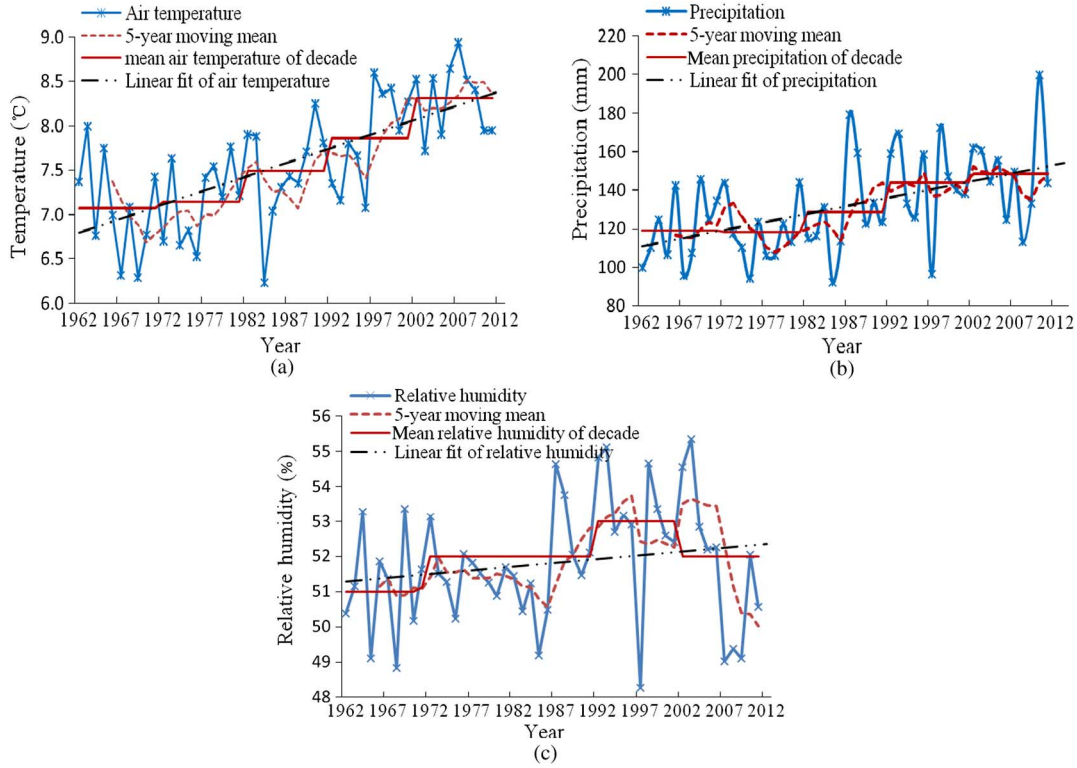 Air temperature
5-year moving mean
mean air temperature of decade
Linear fit of air temperature
9.0
8.5
8.0
7.5
7.0
6.5
6.0
Temperature (℃)
1962 1967 1972 1977 1982 1987 1992 1997 2002 2007 2012
Year
(a)
Precipitation
5-year moving mean
Mean precipitation of decade
Linear fit of precipitation
220
200
180
160
140
120
100
80
Precipitation (mm)
1962 1967 1972 1977 1982 1987 1992 1997 2002 2007 2012
Year
(b)
Relative humidity
5-year moving mean
Mean relative humidity of decade
Linear fit of relative humidity
56
55
54
53
52
51
50
49
48
Relative humidity (%)
1962 1967 1972 1977 1982 1987 1992 1997 2002 2007 2012
Year
(c)